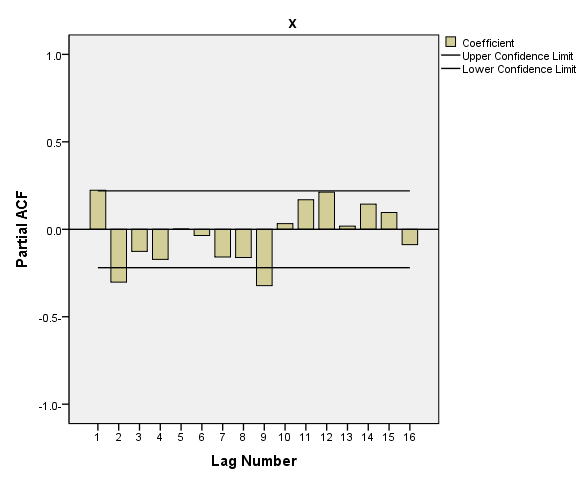 X
Coefficient
Upper Confidence Limit
Lower Confidence Limit
Partial ACF
1.0
0.5
0.0
-0.5-
-1.0-
1 2 3 4 5 6 7 8 9 10 11 12 13 14 15 16
Lag Number